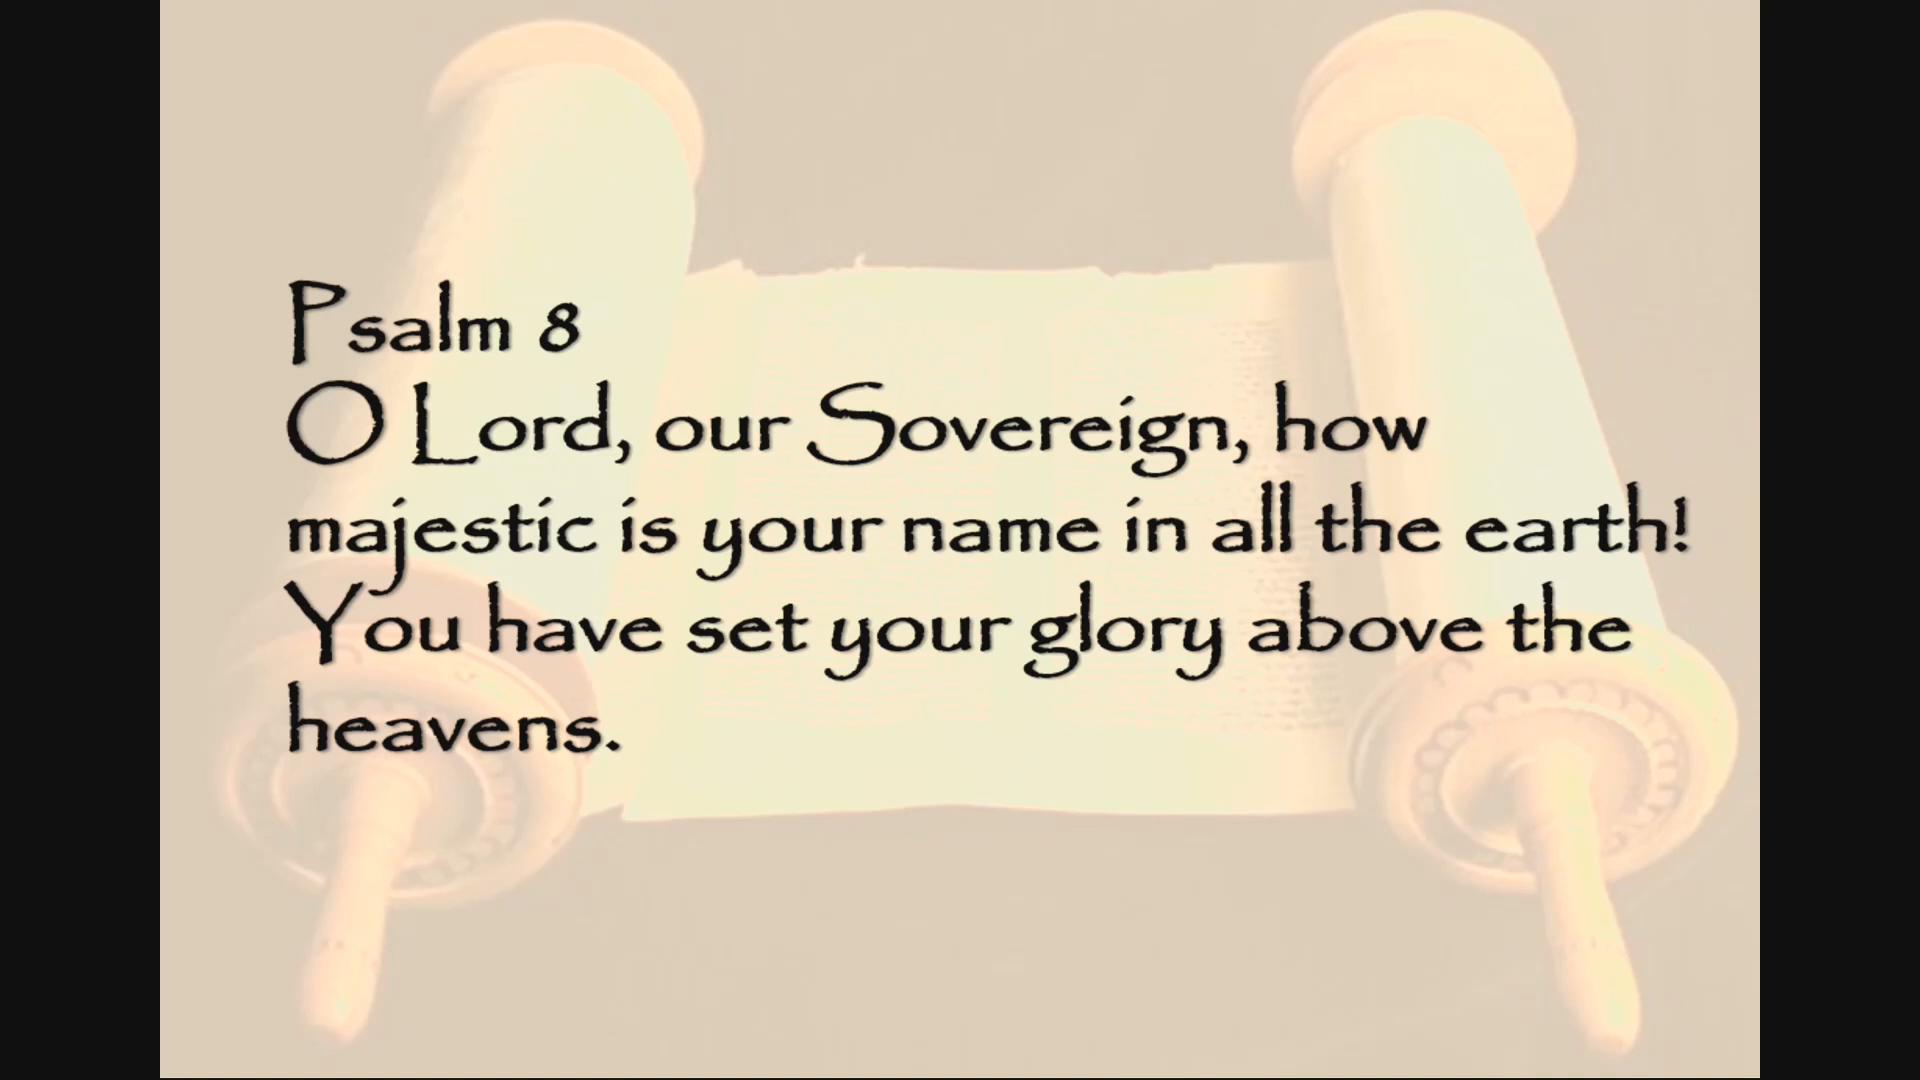 Psalm 8
O Lord, our Sovereign, how
majestic is your name in all the earth!
You have set your glory above the
heavens.